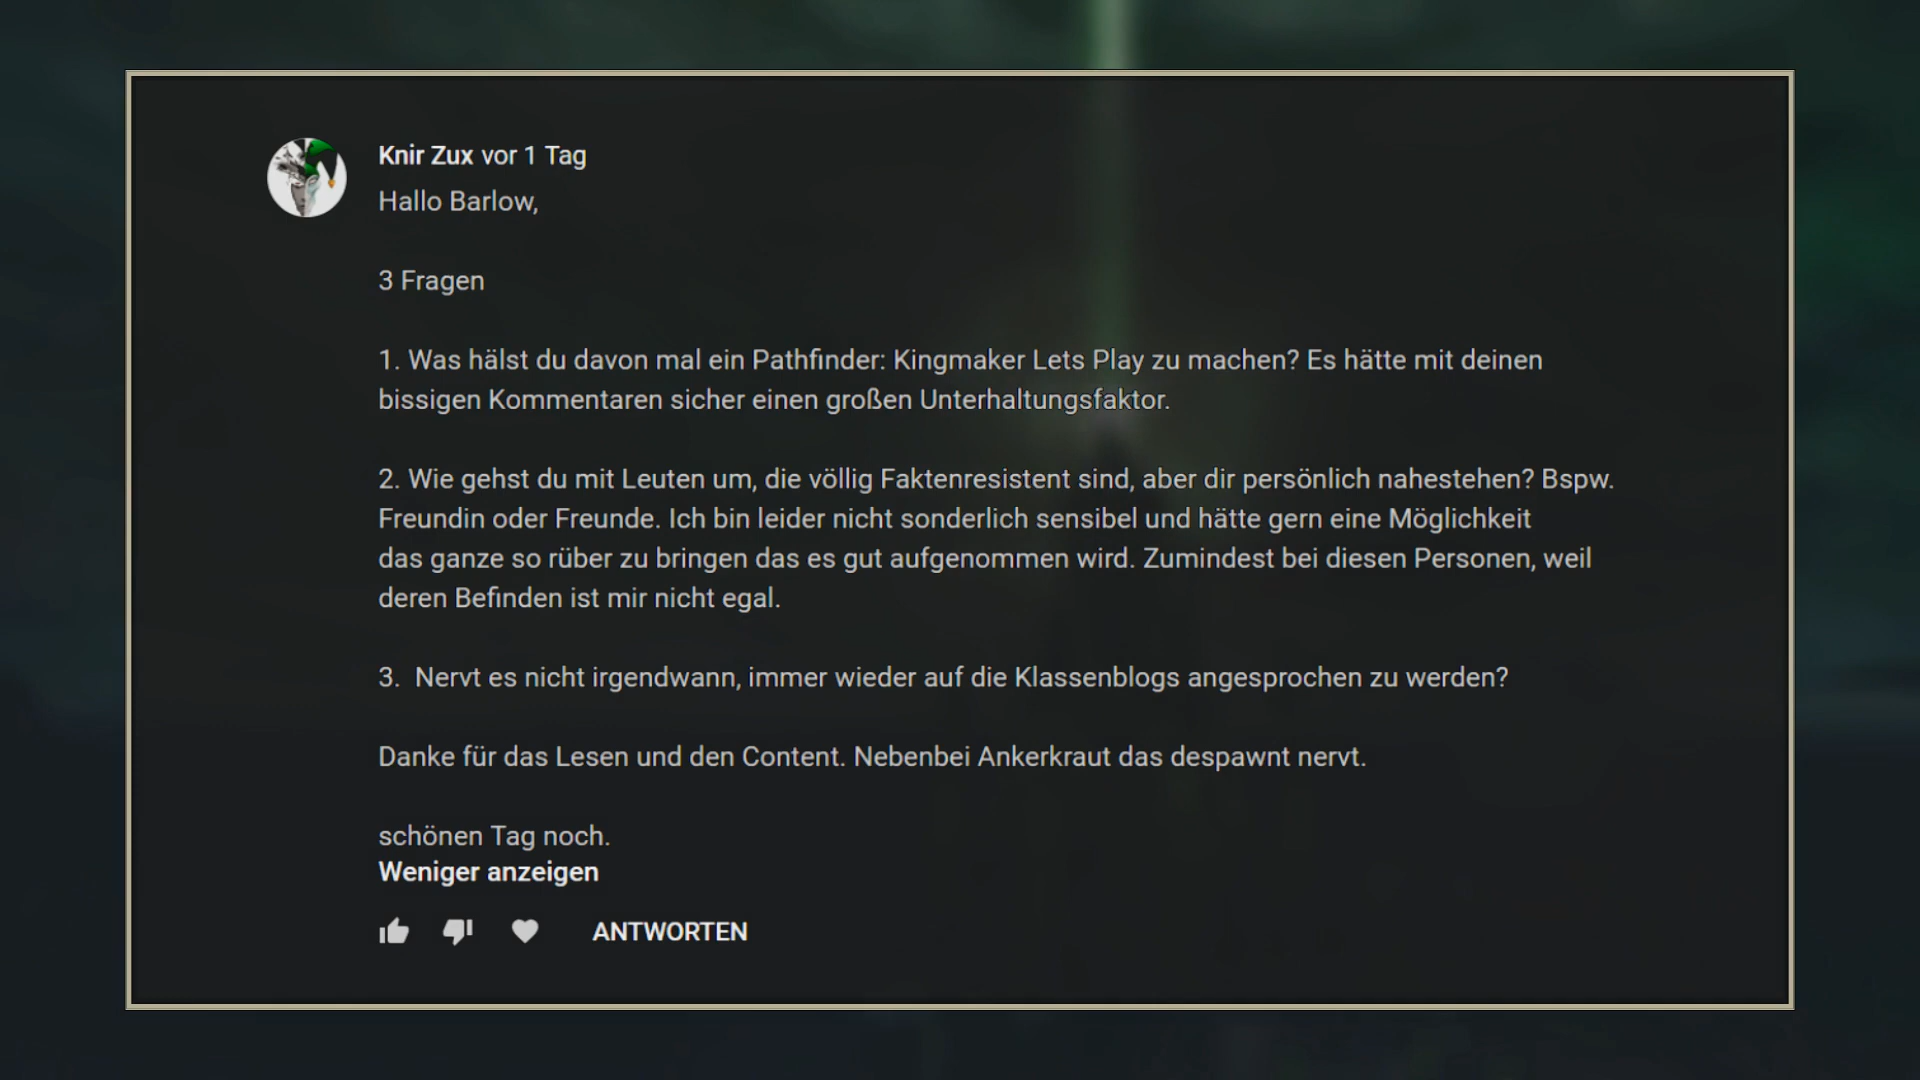 Knir Zux vor 1 Tag
Hallo Barlow,
3 Fragen
1. Was hälst du davon mal ein Pathfinder: Kingmaker Lets Play zu machen? Es hätte mit deinen
bissigen Kommentaren sicher einen großen Unterhaltungsfaktor.
2. Wie gehst du mit Leuten um, die völlig Faktenresistent sind, aber dir persönlich nahestehen? Bspw.
Freundin oder Freunde. Ich bin leider nicht sonderlich sensibel und hätte gern eine Möglichkeit
das ganze so rüber zu bringen das es gut aufgenommen wird. Zumindest bei diesen Personen, weil
deren Befinden ist mir nicht egal.
3.  Nervt es nicht irgendwann, immer wieder auf die Klassenblogs angesprochen zu werden?
Danke für das Lesen und den Content. Nebenbei Ankerkraut das despawnt nervt.
schönen Tag noch.
Weniger anzeigen
ANTWORTEN